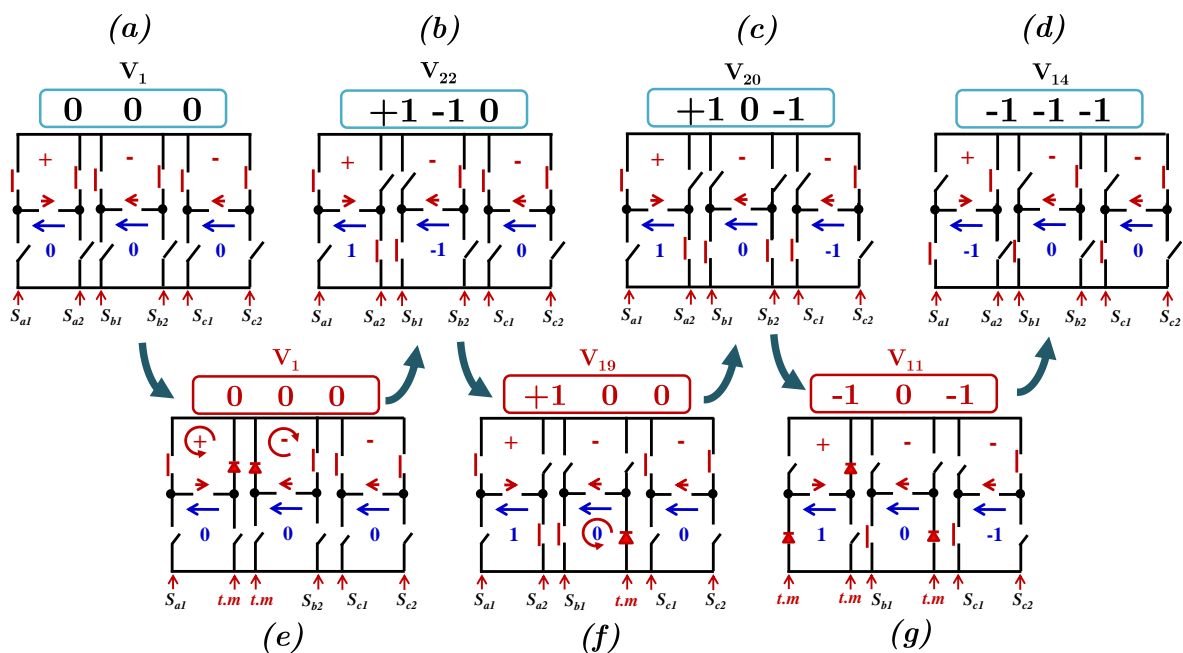 (a) (b) (c) (d)
V1 V22 V20 V14
0 0 0 +1 -1 0 +1 0 -1 -1 -1 -1
+ - - + - - + - - + - -
0 0 0 1 -1 0 1 0 -1 -1 0 0
Sa1 Sa2 Sb1 Sb2 Sc1 Sc2 Sa1 Sa2 Sb1 Sb2 Sc1 Sc2 Sa1 Sa2 Sb1 Sb2 Sc1 Sc2 Sa1 Sa2 Sb1 Sb2 Sc1 Sc2
V1 V19 V11
0 0 0 +1 0 0 -1 0 -1
+ - - + - - + - -
0 0 0 1 0 0 1 0 -1
Sa1 t.m t.m Sb2 Sc1 Sc2 Sa1 Sa2 Sb1 t.m Sc1 Sc2 t.m t.m Sb1 t.m Sc1 Sc2
(e) (f) (g)